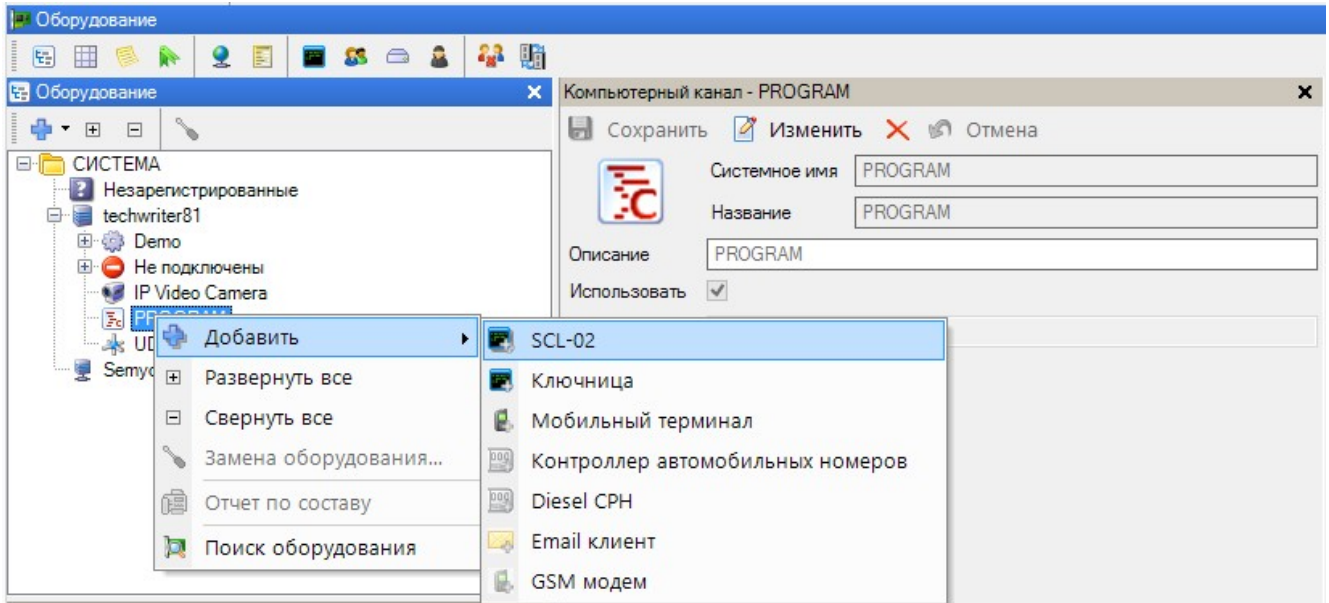 Оборудование
Оборудование
Компьютерный канал - PROGRAM
Сохранить Изменить Отмена
СИСТЕМА
Незарегистрированные
techwriter81
Demo
Не подключены
IP Video Camera
Системное имя PROGRAM
Название PROGRAM
Описание PROGRAM
Использовать
Добавить
Развернуть все
Свернуть все
Замена оборудования...
Отчет по составу
Поиск оборудования
SCL-02
Ключница
Мобильный терминал
Контроллер автомобильных номеров
Diesel CPH
Email клиент
GSM модем